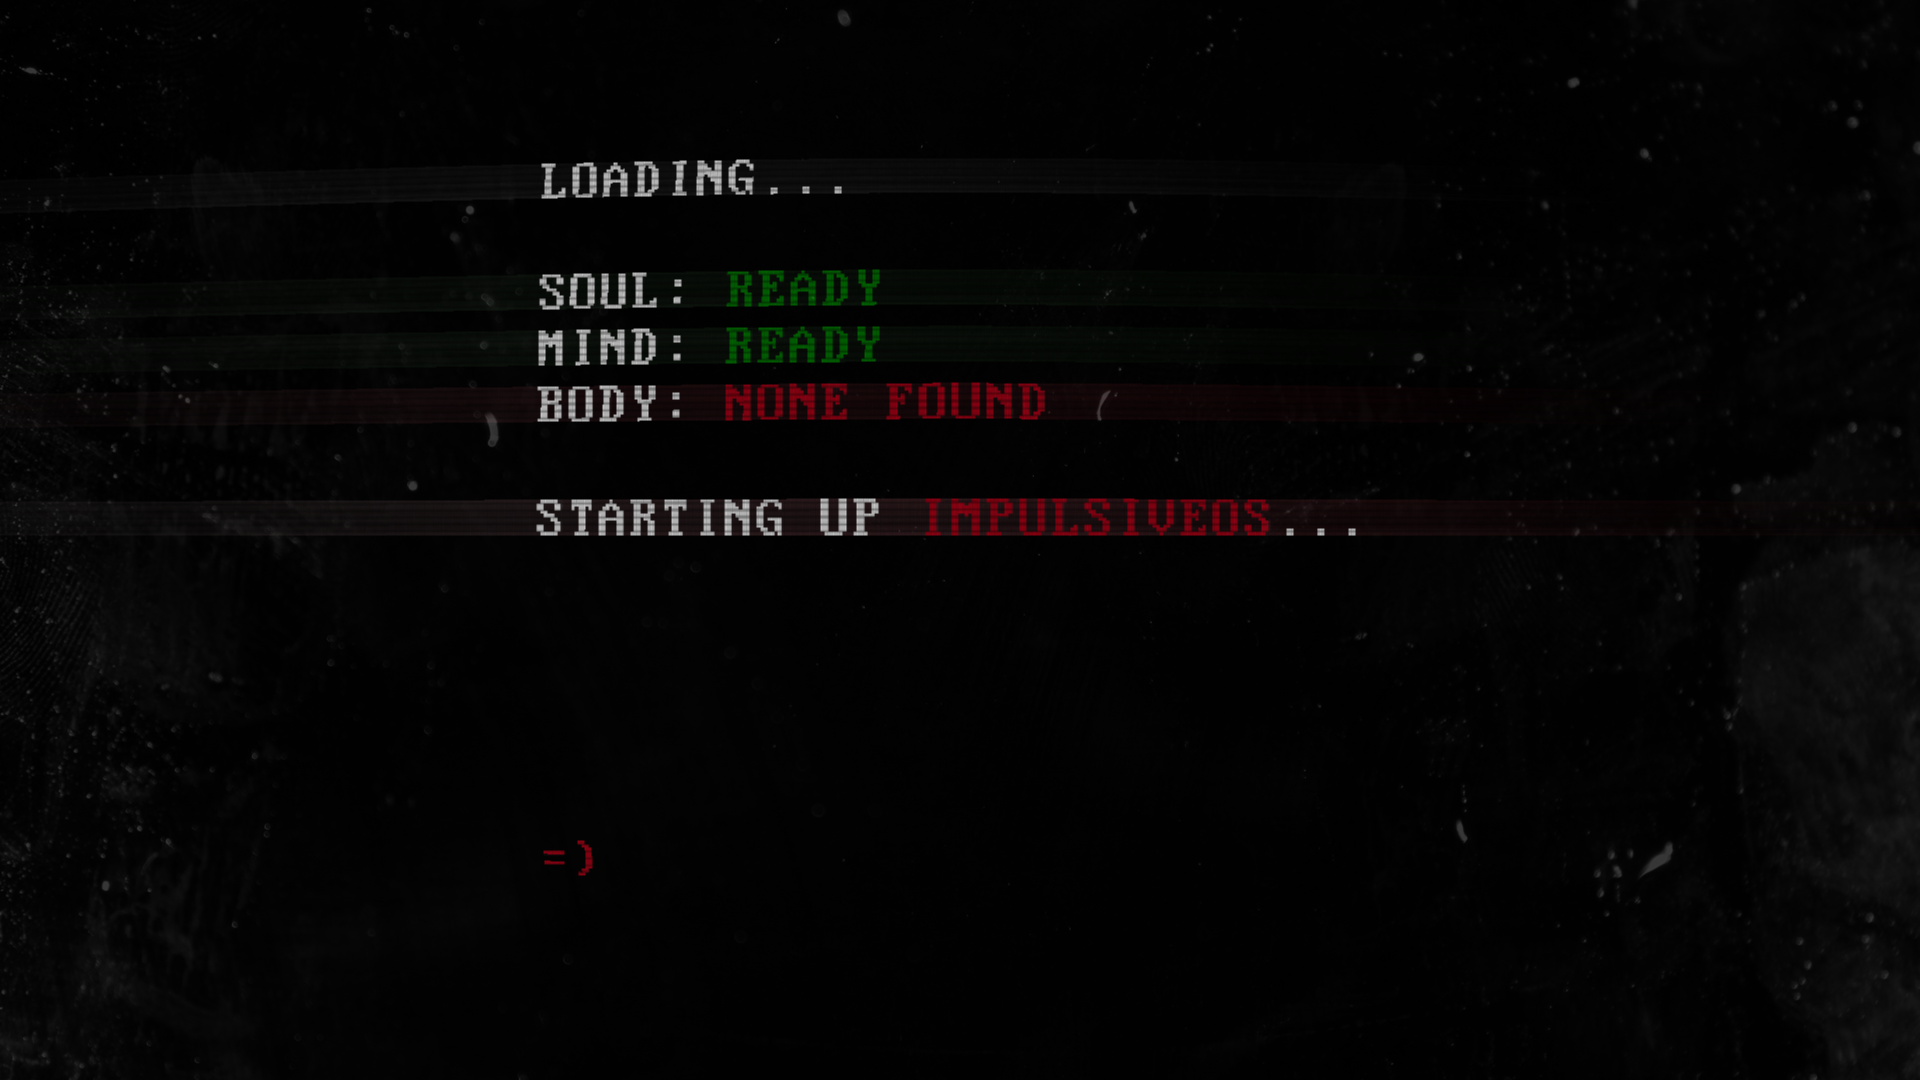 LOADING...
SOUL: READY
MIND: READY
BODY: NONE FOUND
STARTING UP IMPULSIVEOS...
=)